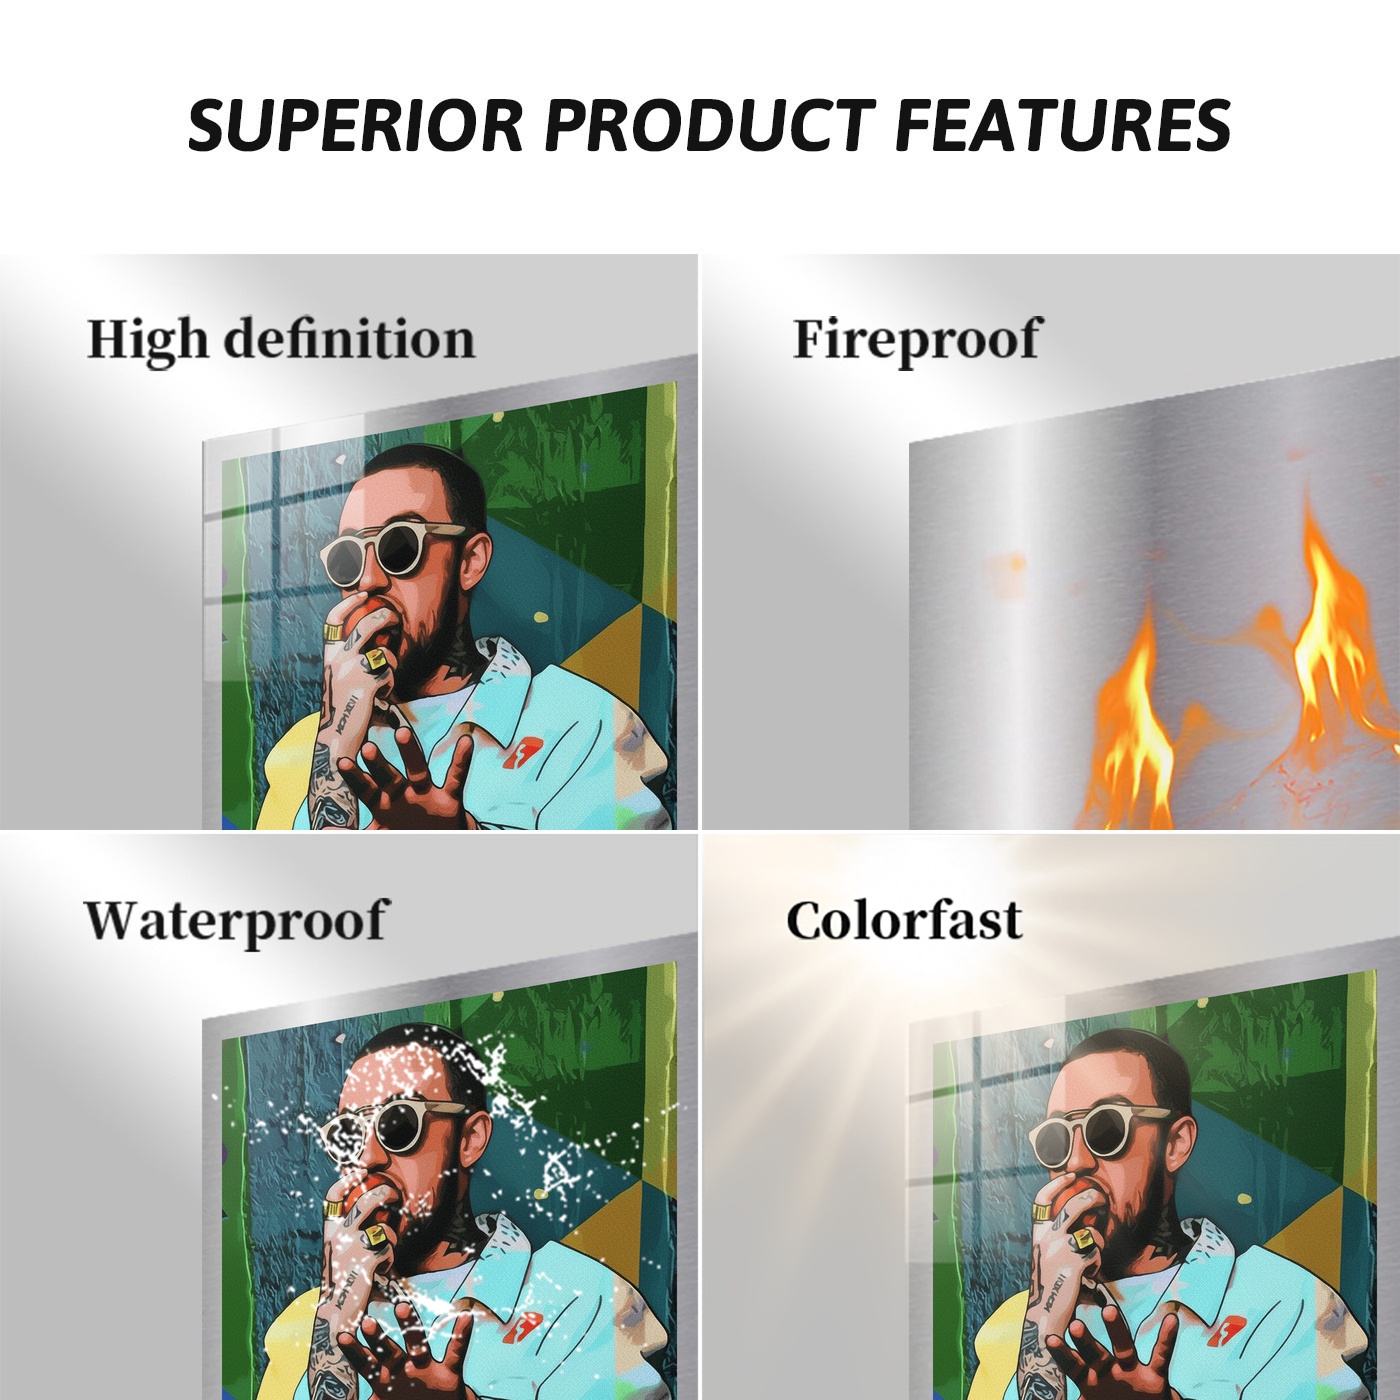 SUPERIOR PRODUCT FEATURES
High definition
Fireproof
Waterproof
Colorfast